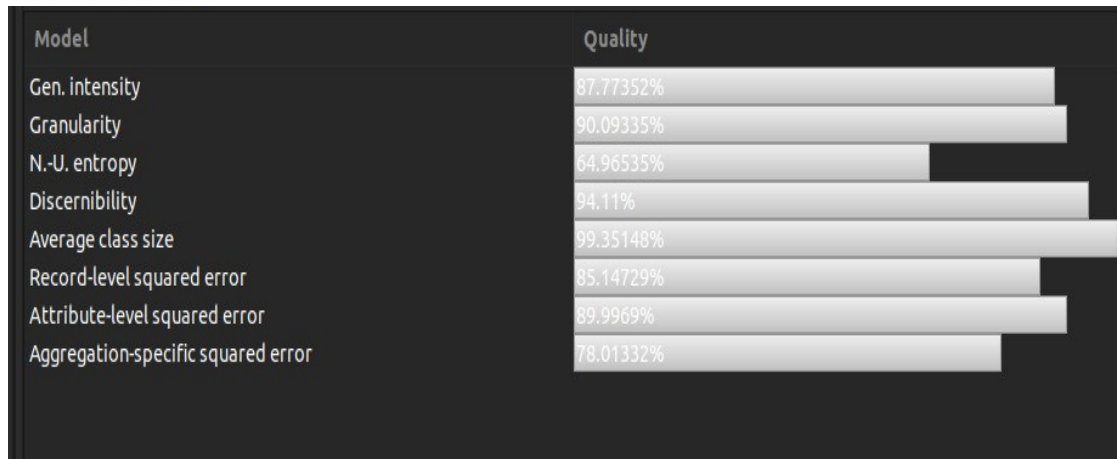 Model Quality
Gen. intensity 87.77352%
Granularity 90.09335%
N.-U. entropy 64.96535%
Discernibility 94.11%
Average class size 99.35148%
Record-level squared error 85.14729%
Attribute-level squared error 89.9969%
Aggregation-specific squared error 78.01332%